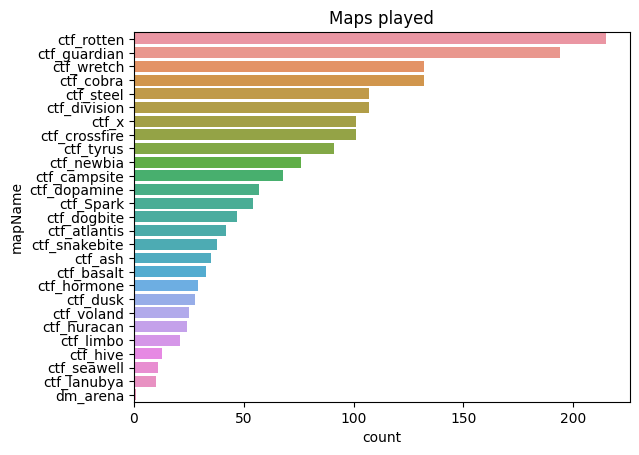 Maps played
mapName
ctf_rotten
ctf_guardian
ctf_wretch
ctf_cobra
ctf_steel
ctf_division
ctf_x
ctf_crossfire
ctf_tyrus
ctf_newbia
ctf_campsite
ctf_dopamine
ctf_Spark
ctf_dogbite
ctf_atlantis
ctf_snakebite
ctf_ash
ctf_basalt
ctf_hormone
ctf_dusk
ctf_voland
ctf_huracan
ctf_limbo
ctf_hive
ctf_seawell
ctf_lanubya
dm_arena
0 50 100 150 200
count